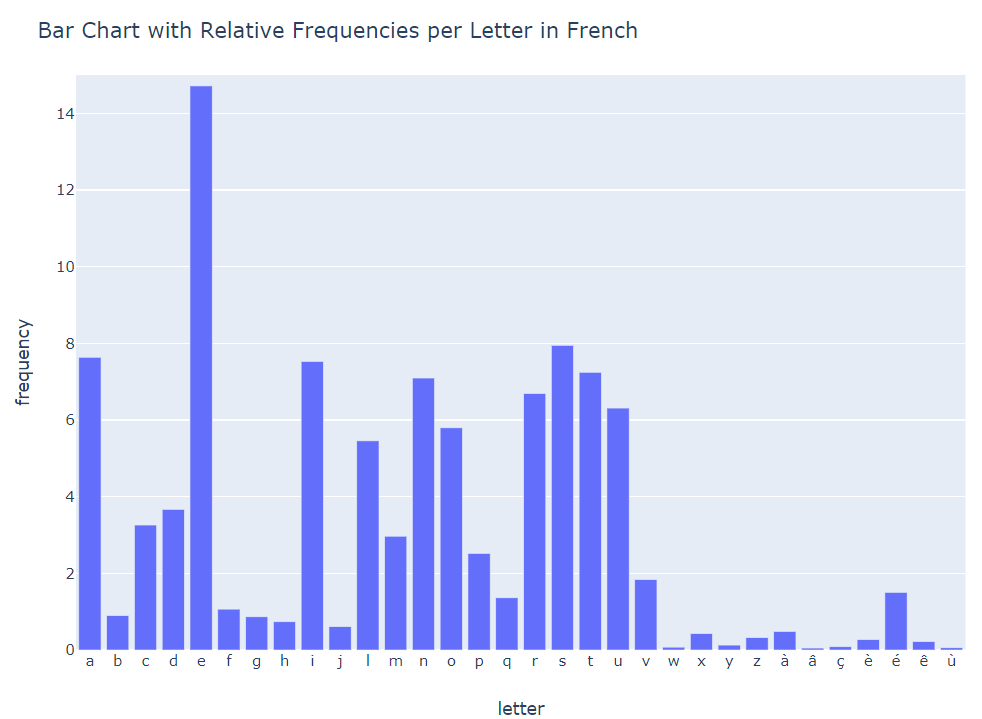 Bar Chart with Relative Frequencies per Letter in French
14
12
10
8
6
4
2
0
frequency
a b c d e f g h i j l m n o p q r s t u v w x y z à â ç è é ê ù
letter